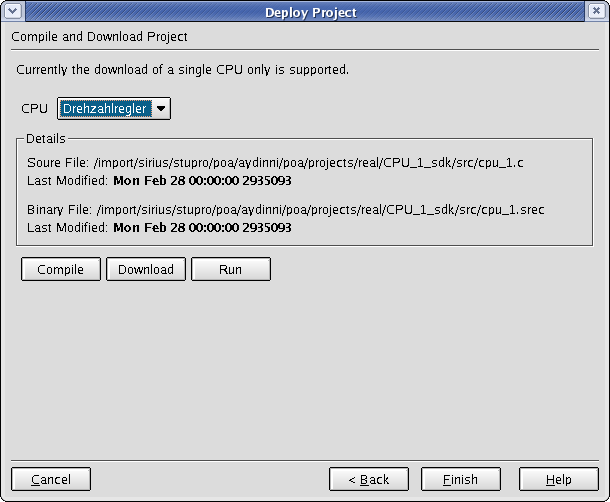 Deploy Project
Compile and Download Project
Currently the download of a single CPU only is supported.
CPU Drehzahlregler
Details
Soure File: /import/sirius/stupro/poa/aydinni/poa/projects/real/CPU_1_sdk/src/cpu_1.c
Last Modified: Mon Feb 28 00:00:00 2935093
Binary File: /import/sirius/stupro/poa/aydinni/poa/projects/real/CPU_1_sdk/src/cpu_1.srec
Last Modified: Mon Feb 28 00:00:00 2935093
Compile Download Run
Cancel < Back Finish Help